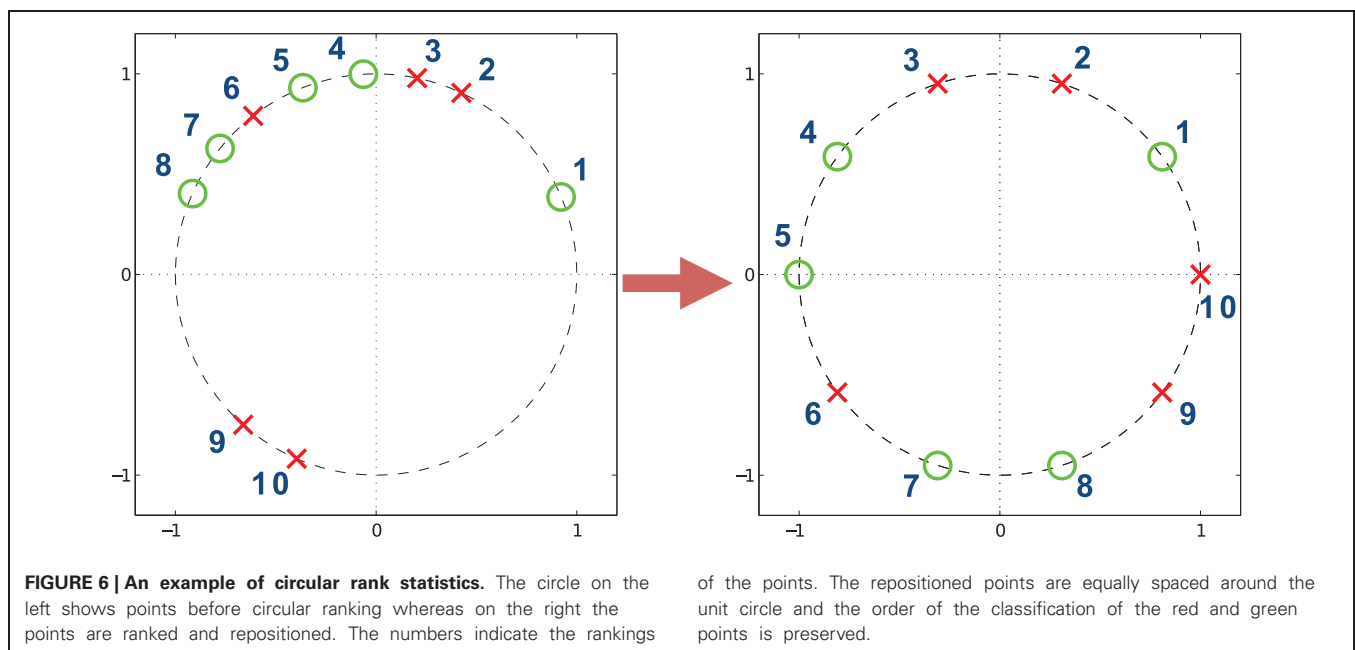 5 4 3 2
6
7
8
1
9
10
1
0
−1
−1 0 1
3 2
4 1
5
10
6 9
7 8
1
0
−1
−1 0 1
FIGURE 6 | An example of circular rank statistics. The circle on the
left shows points before circular ranking whereas on the right the
points are ranked and repositioned. The numbers indicate the rankings
of the points. The repositioned points are equally spaced around the
unit circle and the order of the classification of the red and green
points is preserved.